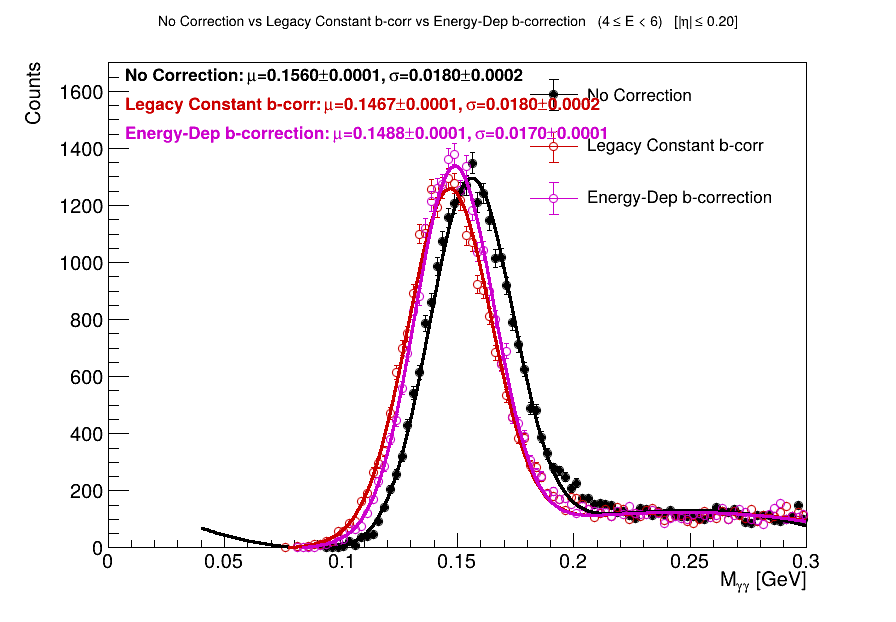 No Correction vs Legacy Constant b-corr vs Energy-Dep b-correction (4 ≤ E < 6) [|η| ≤ 0.20]
Counts
No Correction: μ=0.1560±0.0001, σ=0.0180±0.0002
Legacy Constant b-corr: μ=0.1467±0.0001, σ=0.0180±0.0002
Energy-Dep b-correction: μ=0.1488±0.0001, σ=0.0170±0.0001
No Correction
Legacy Constant b-corr
Energy-Dep b-correction
1600
1400
1200
1000
800
600
400
200
0
0 0.05 0.1 0.15 0.2 0.25 0.3
Mγγ [GeV]